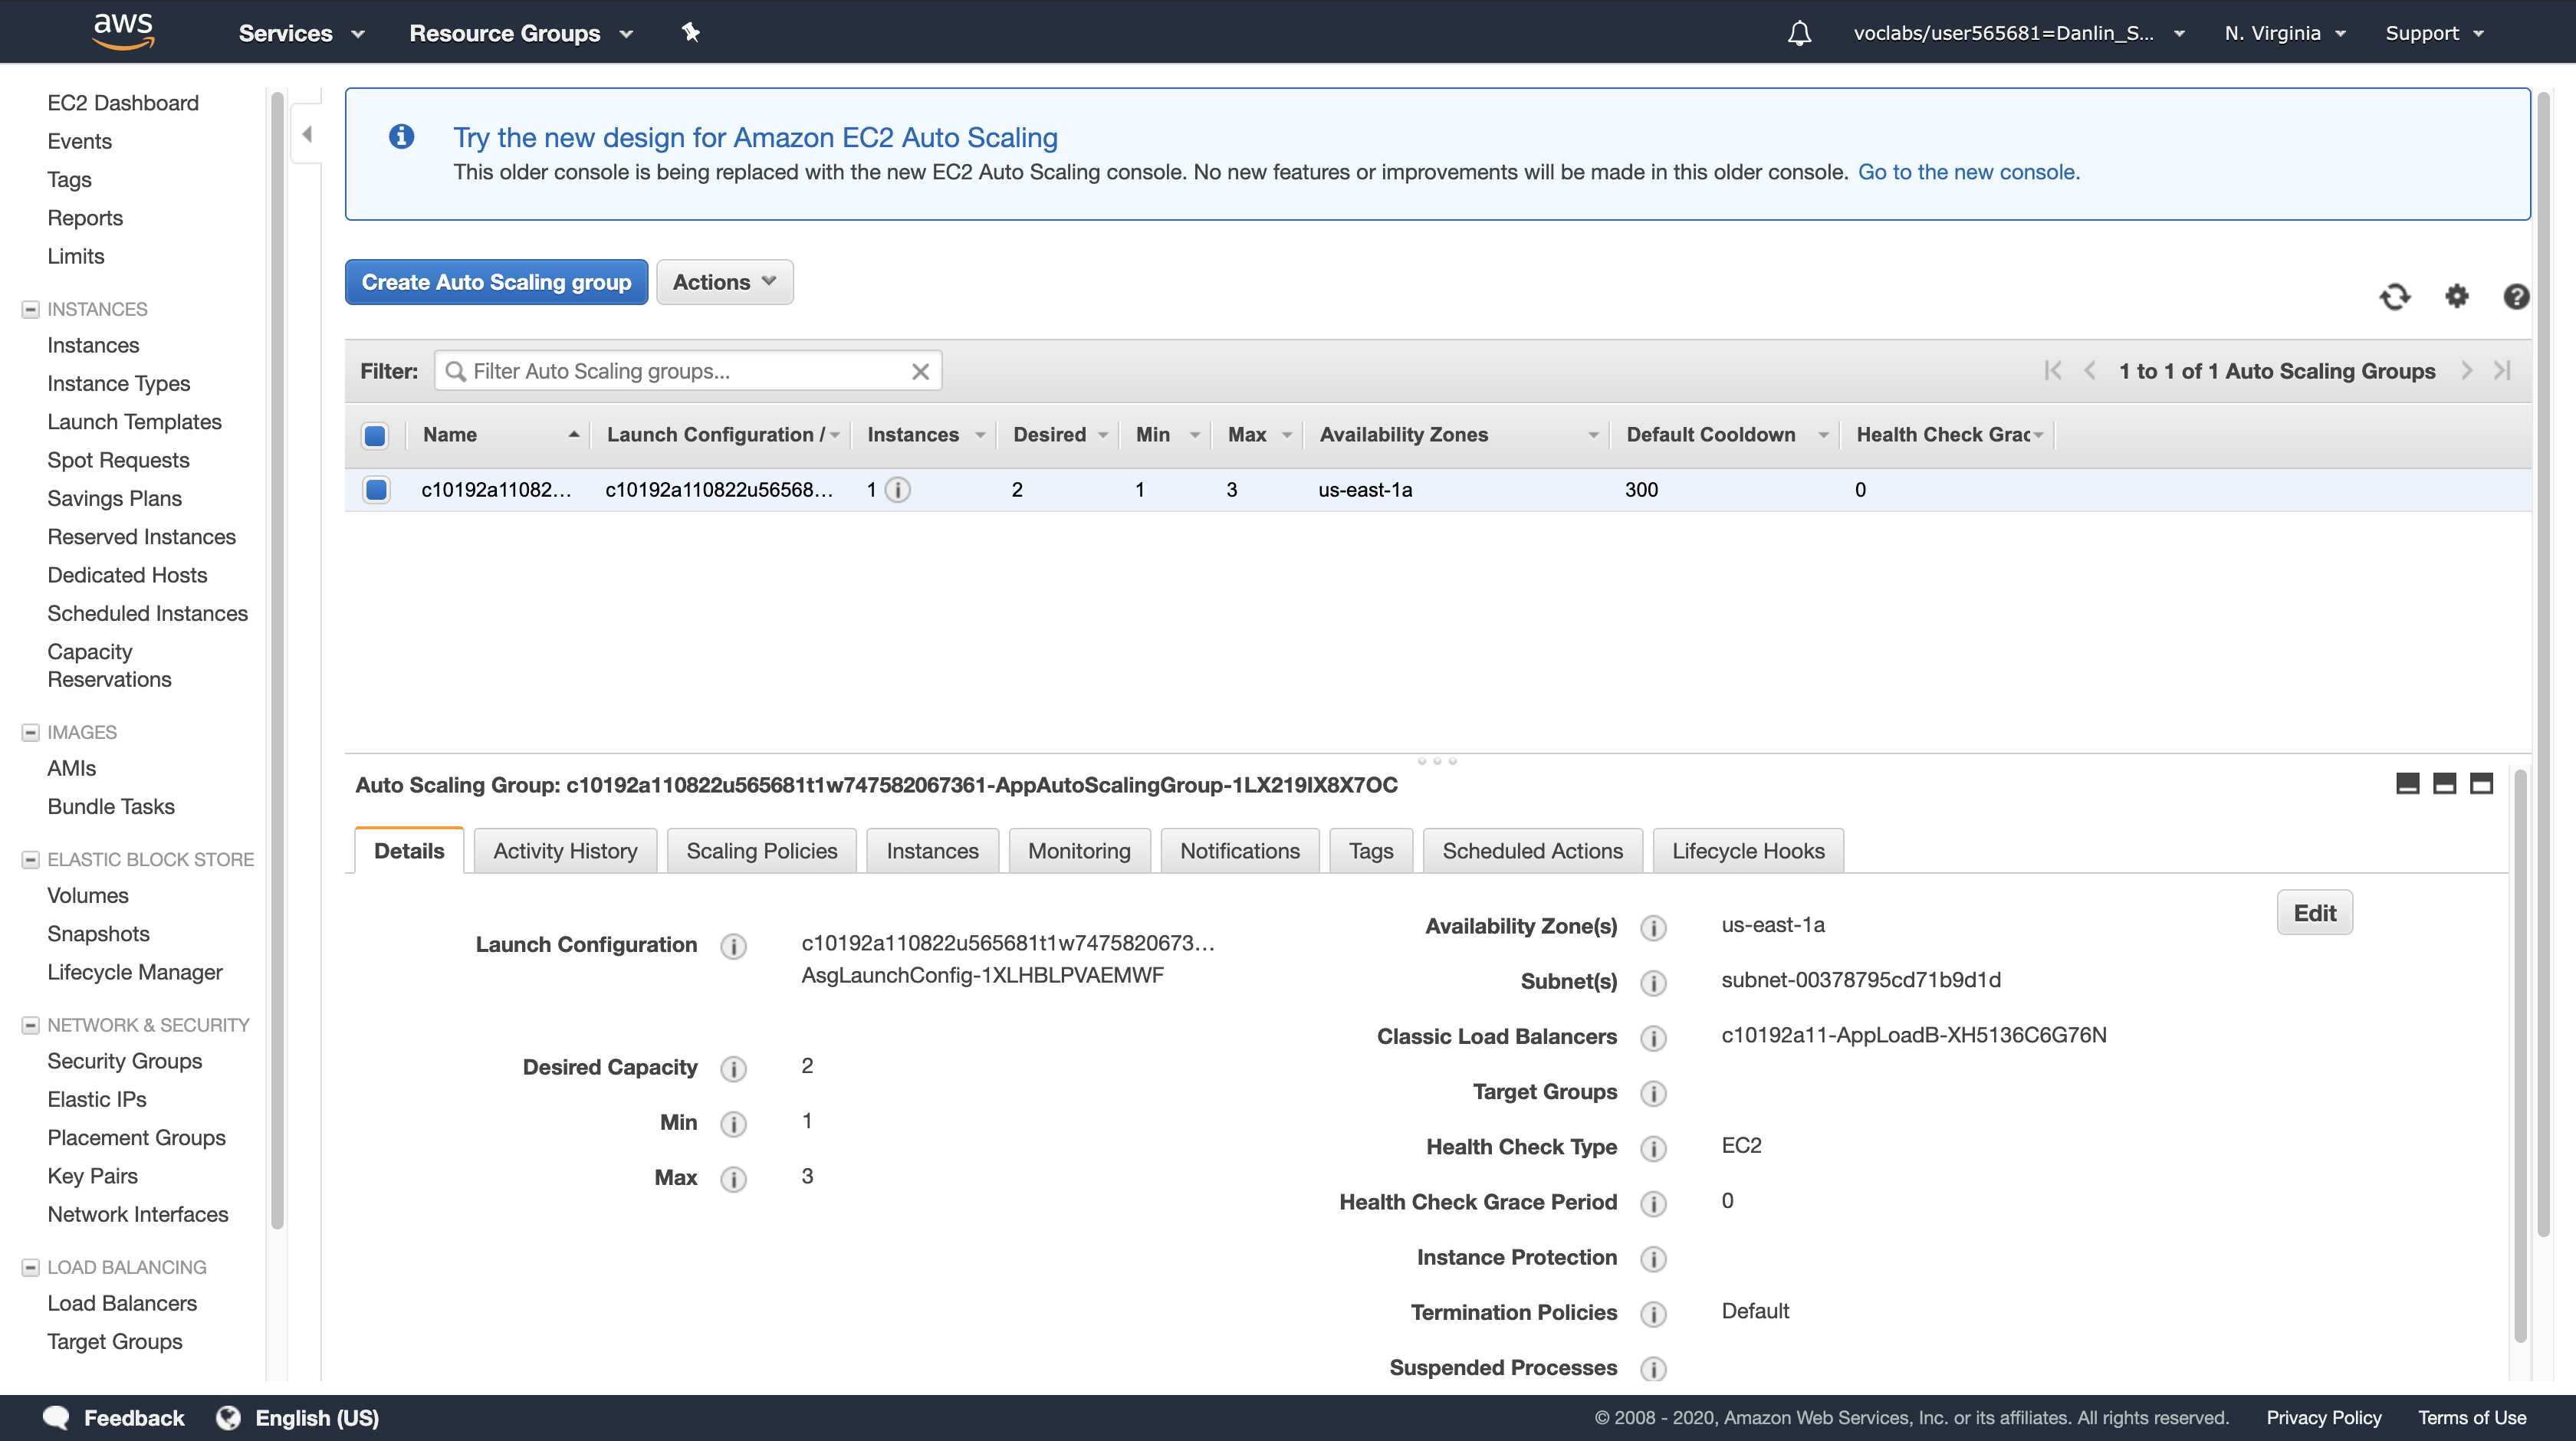 aws
Services
Resource Groups
voclabs/user565681=Danlin_S...
N. Virginia
Support
EC2 Dashboard
Events
Tags
Reports
Limits
INSTANCES
Instances
Instance Types
Launch Templates
Spot Requests
Savings Plans
Reserved Instances
Dedicated Hosts
Scheduled Instances
Capacity
Reservations
IMAGES
AMIs
Bundle Tasks
ELASTIC BLOCK STORE
Volumes
Snapshots
Lifecycle Manager
NETWORK & SECURITY
Security Groups
Elastic IPs
Placement Groups
Key Pairs
Network Interfaces
LOAD BALANCING
Load Balancers
Target Groups
Try the new design for Amazon EC2 Auto Scaling
This older console is being replaced with the new EC2 Auto Scaling console. No new features or improvements will be made in this older console. Go to the new console.
Create Auto Scaling group
Actions
Filter: Filter Auto Scaling groups...
1 to 1 of 1 Auto Scaling Groups
Name Launch Configuration / Instances Desired Min Max Availability Zones Default Cooldown Health Check Grac
c10192a11082... c10192a110822u56568... 1 2 1 3 us-east-1a 300 0
Auto Scaling Group: c10192a110822u565681t1w747582067361-AppAutoScalingGroup-1LX219IX8X7OC
Details Activity History Scaling Policies Instances Monitoring Notifications Tags Scheduled Actions Lifecycle Hooks
Edit
Launch Configuration c10192a110822u565681t1w7475820673...
AsgLaunchConfig-1XLHBLPVAEMWF
Desired Capacity 2
Min 1
Max 3
Availability Zone(s) us-east-1a
Subnet(s) subnet-00378795cd71b9d1d
Classic Load Balancers c10192a11-AppLoadB-XH5136C6G76N
Target Groups
Health Check Type EC2
Health Check Grace Period 0
Instance Protection
Termination Policies Default
Suspended Processes
Feedback
English (US)
© 2008 - 2020, Amazon Web Services, Inc. or its affiliates. All rights reserved.
Privacy Policy
Terms of Use